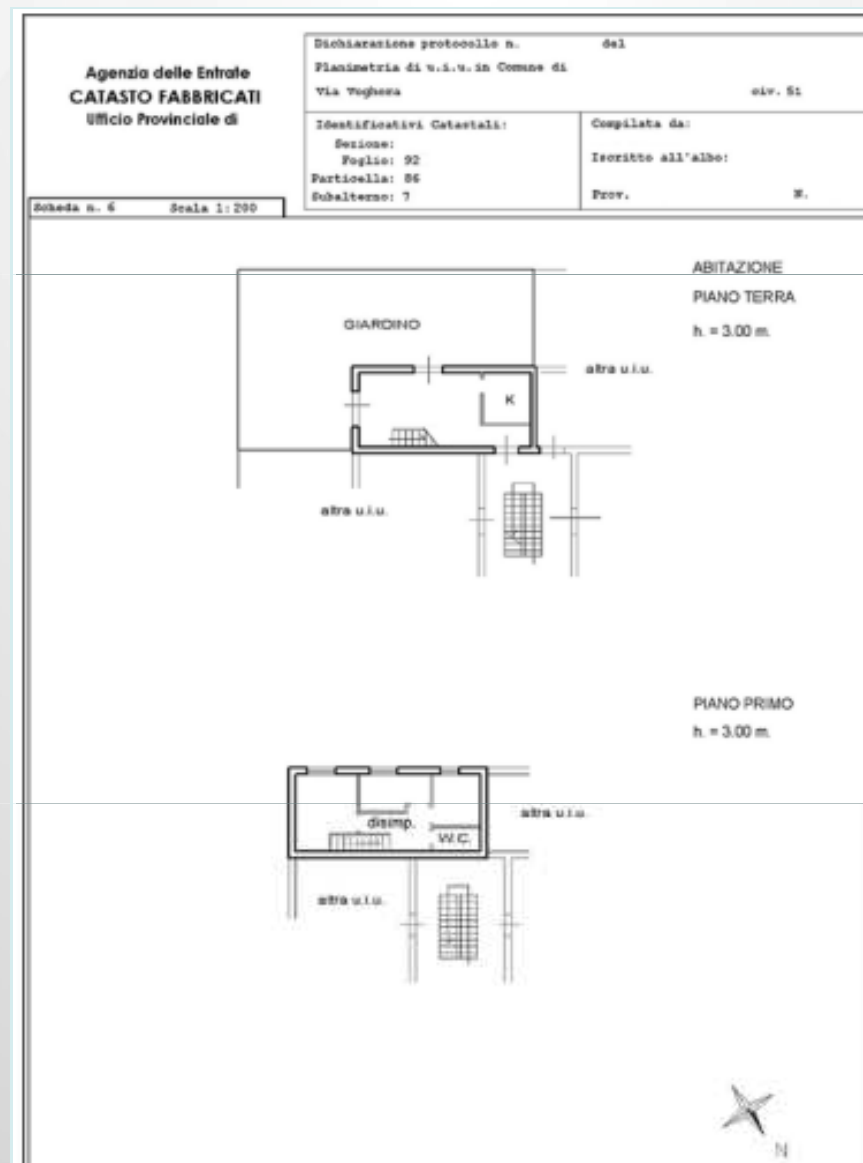 Agenzia delle Entrate
CATASTO FABBRICATI
Ufficio Provinciale di
Dichiarazione protocollo n. del
Planimetria di u.i.u. in Comune di
Via Voghera civ. 51
Identificativi Catastali:
Sezione:
Foglio: 92
Particella: 86
Subalterno: 7
Compilata da:
Iscritto all'albo:
Prov. N.
Scheda n. 6 Scala 1:200
ABITAZIONE
PIANO TERRA
h. = 3.00 m.
GIARDINO
altra u.i.u.
K
altra u.i.u.
PIANO PRIMO
h. = 3.00 m.
disimp.
W.C.
altra u.i.u.
altra u.i.u.
N